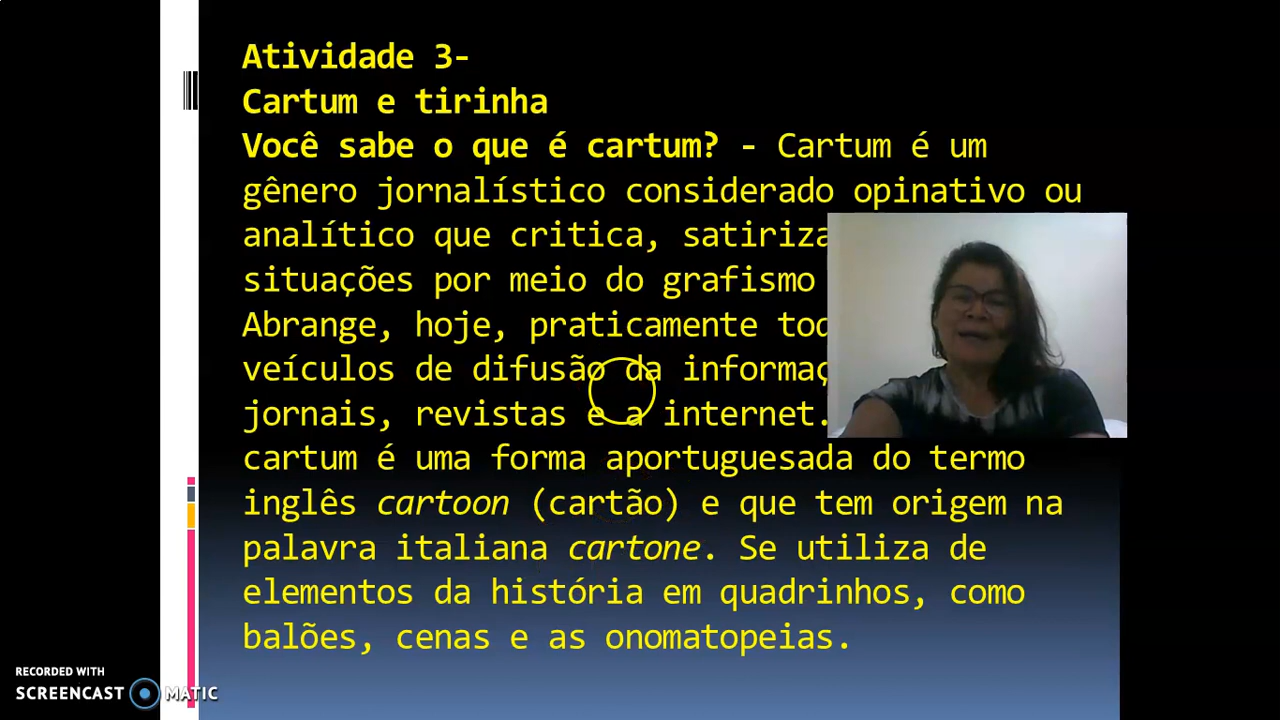 Atividade 3-
Cartum e tirinha
Você sabe o que é cartum? - Cartum é um
gênero jornalístico considerado opinativo ou
analítico que critica, satiriza
situações por meio do grafismo
Abrange, hoje, praticamente
veículos de difusão da
jornais, revistas e a internet.
cartum é uma forma aportuguesada do termo
inglês cartoon (cartão) e que tem origem na
palavra italiana cartone. Se utiliza de
elementos da história em quadrinhos, como
balões, cenas e as onomatopeias.
RECORDED WITH
SCREENCAST MATIC